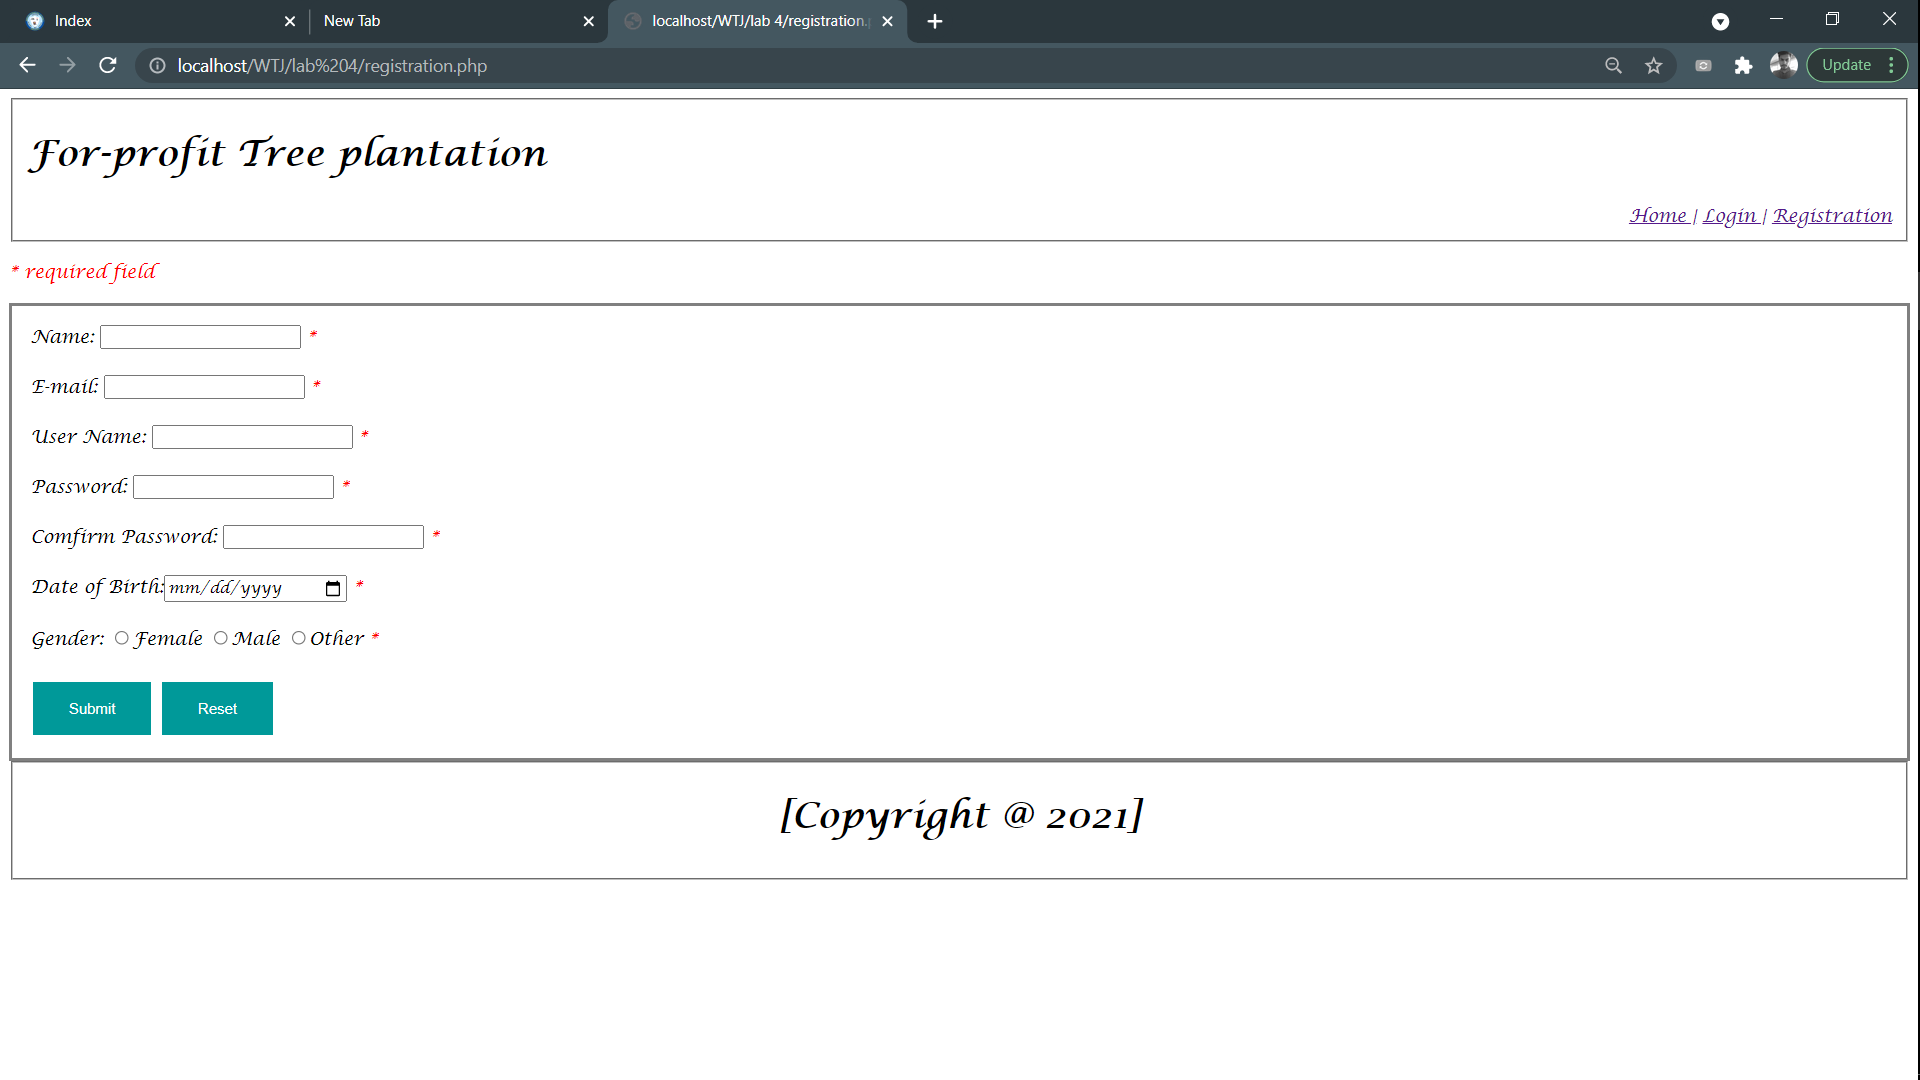 Index
New Tab
localhost/WTJ/lab 4/registration.
localhost/WTJ/lab%204/registration.php
Update
For-profit Tree plantation
Home | Login | Registration
* required field
Name: *
E-mail: *
User Name: *
Password: *
Comfirm Password: *
Date of Birth: mm/dd/yyyy *
Gender: Female Male Other *
Submit Reset
[Copyright @ 2021]